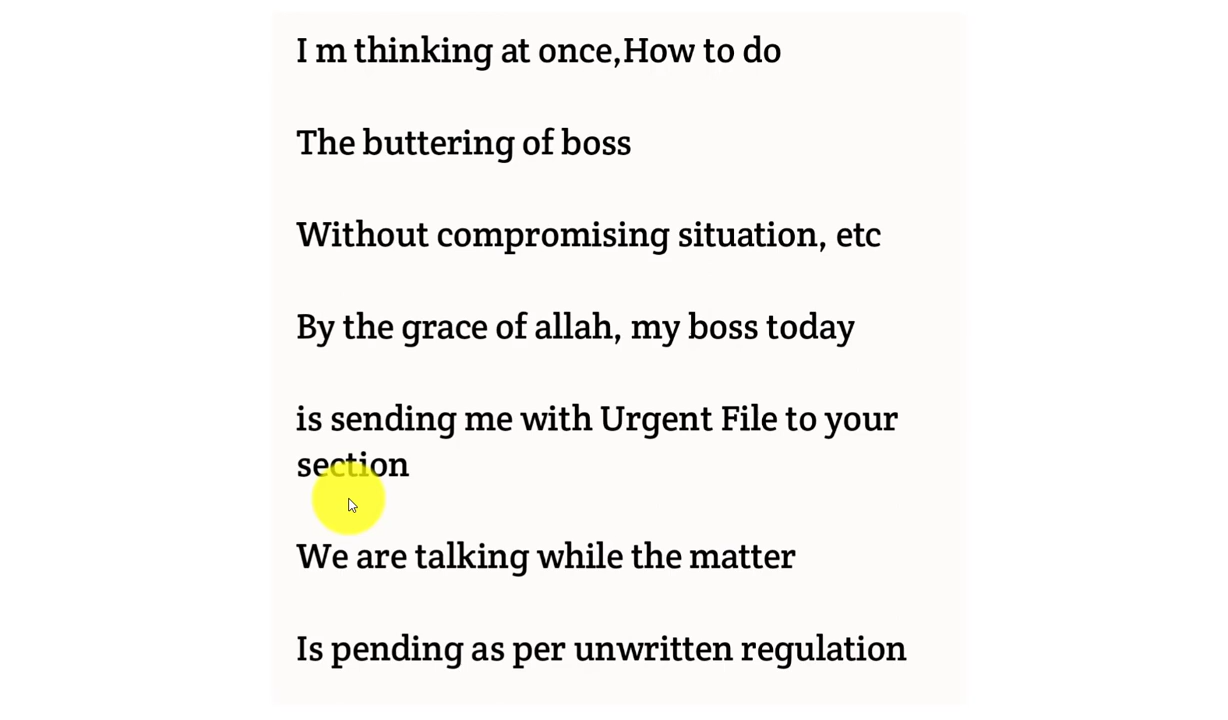 I m thinking at once,How to do
The buttering of boss
Without compromising situation, etc
By the grace of allah, my boss today
is sending me with Urgent File to your
section
We are talking while the matter
Is pending as per unwritten regulation